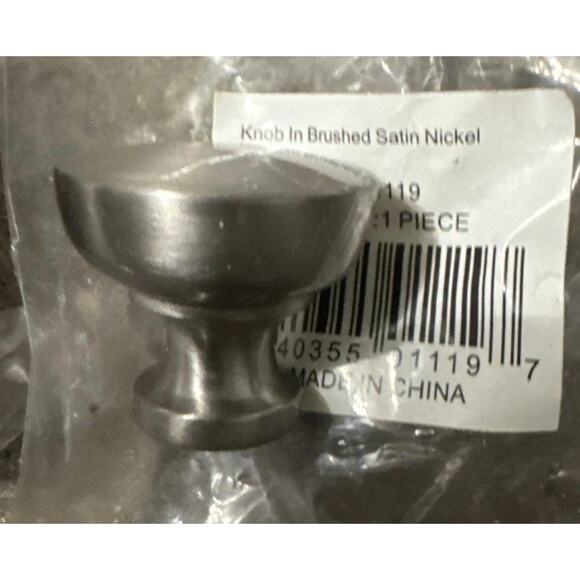 Knob In Brushed Satin Nickel
119
:1 PIECE
40355 01119 7
MADE IN CHINA